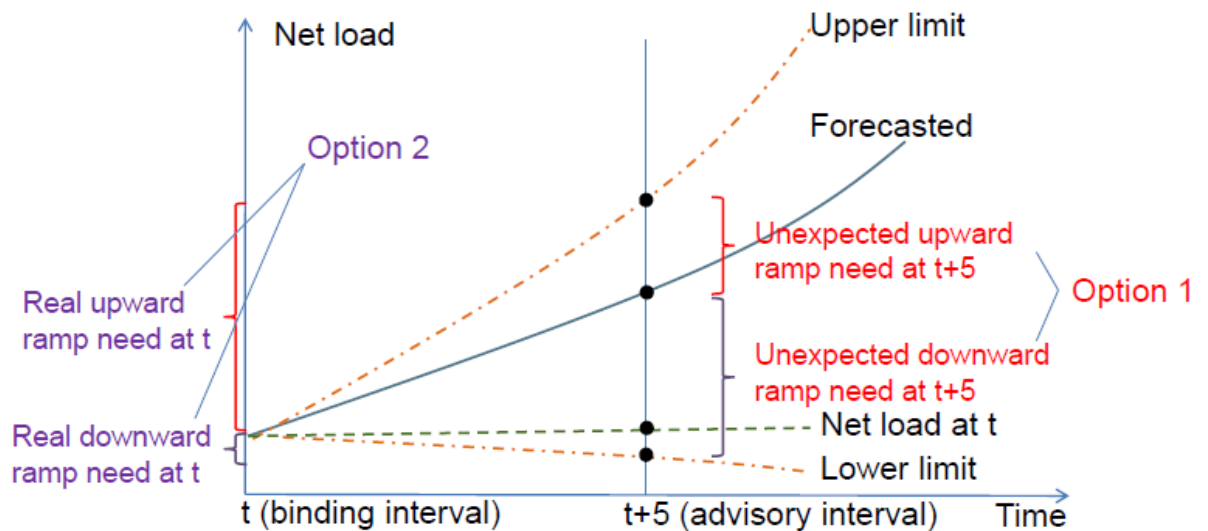 Net load
Upper limit
Forecasted
Option 2
Unexpected upward
ramp need at t+5
Option 1
Real upward
ramp need at t
Unexpected downward
ramp need at t+5
Net load at t
Real downward
ramp need at t
Lower limit
t (binding interval)
t+5 (advisory interval)
Time